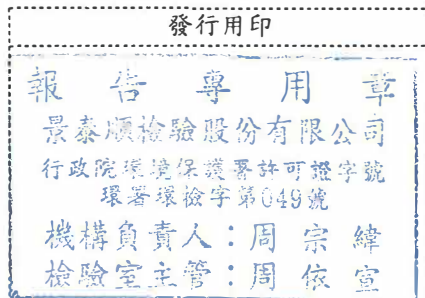 發行用印
報告專用章
景泰順檢驗股份有限公司
行政院環境保護署許可證字號
環署環檢字第049號
機構負責人：周宗緯
檢驗室主管：周依宣